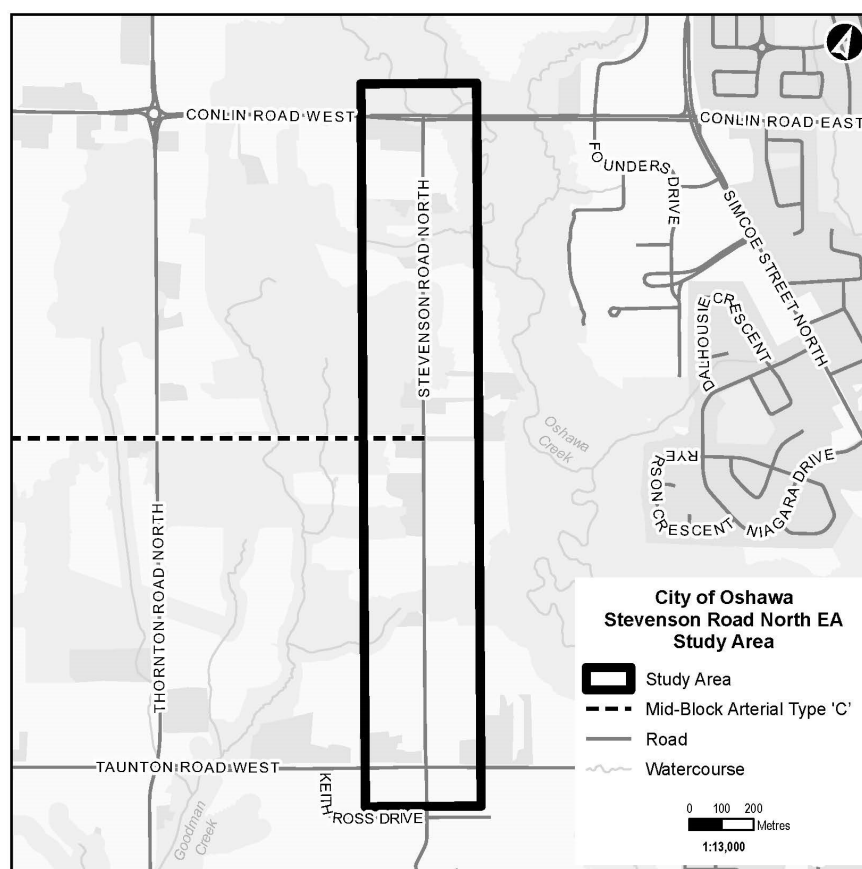 CONLIN ROAD WEST
CONLIN ROAD EAST
FOUNDERS DRIVE
STEVENSON ROAD NORTH
SIMCOE STREET NORTH
DALHOUSIE CRESCENT
Oshawa
Creek
RYE
RSON CRESCENT
NIAGARA DRIVE
THORNTON ROAD NORTH
TAUNTON ROAD WEST
KEITH
ROSS DRIVE
Goodman
Creek
City of Oshawa
Stevenson Road North EA
Study Area
Study Area
Mid-Block Arterial Type 'C'
Road
Watercourse
0 100 200
Metres
1:13,000